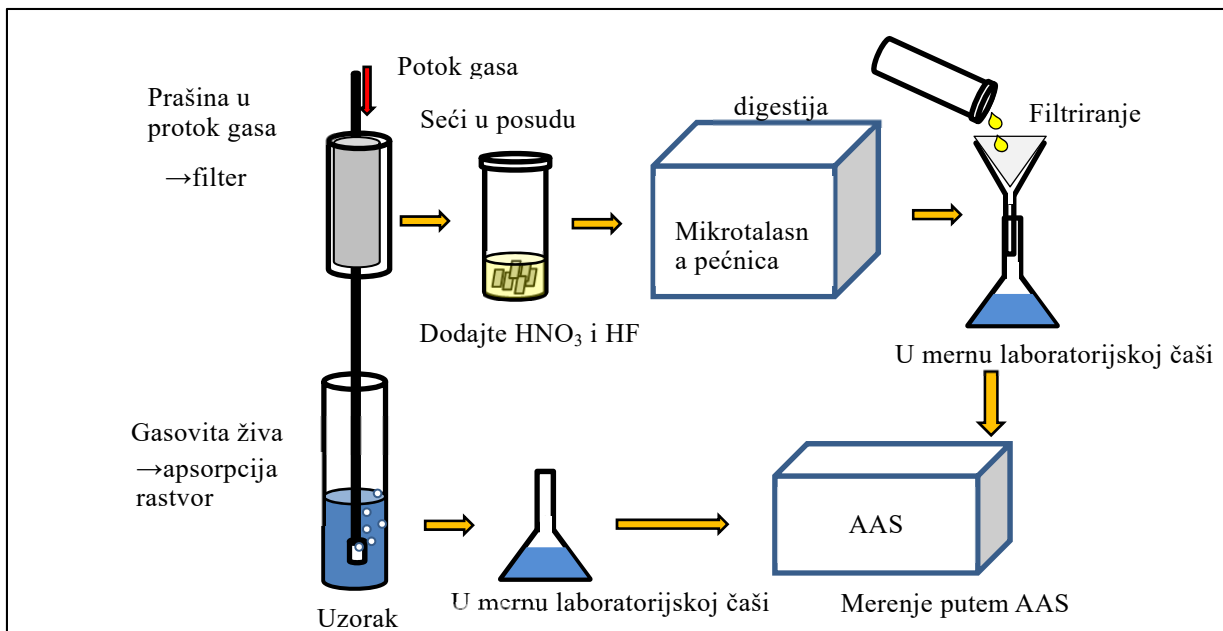 Potok gasa
Prašina u
protok gasa
→filter
Seći u posudu
Dodajte HNO₃ i HF
digestija
Mikrotalasn
a pećnica
Filtriranje
U mernu laboratorijskoj čaši
Gasovita živa
→apsorpcija
rastvor
Uzorak
U mernu laboratorijskoj čaši
AAS
Merenje putem AAS